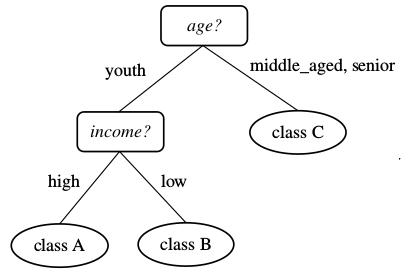 age?
youth
middle_aged, senior
income?
class C
high
low
class A
class B